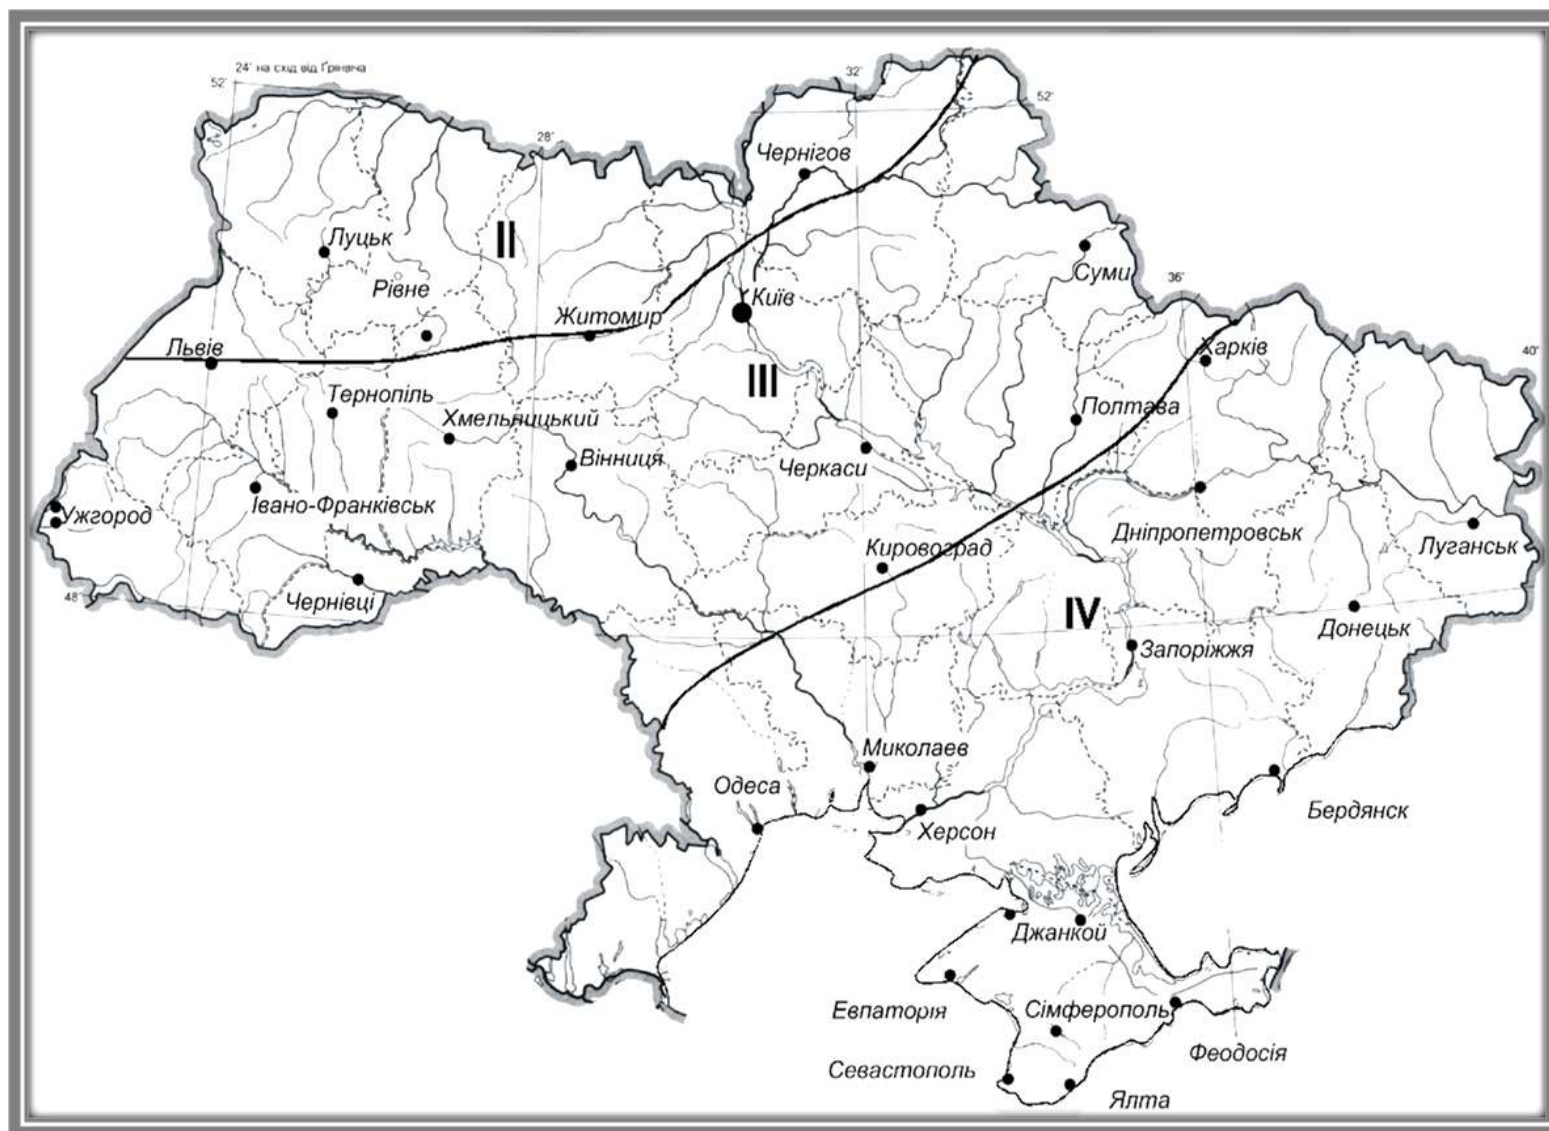 24° на схід від Ґрінвіча
52°
32°
52°
28°
Чернігов
II
Луцьк
Рівне
Суми
36°
Київ
Житомир
Львів
Харків
40°
III
Тернопіль
Хмельпицький
Полтава
Вінниця
Черкаси
Івано-Франківськ
Ужгород
Дніпропетровськ
Луганськ
Кировоград
48°
Чернівці
IV
Донецьк
Запоріжжя
Миколаев
Одеса
Бердянск
Херсон
Джанкой
Евпаторія
Сімферополь
Феодосія
Севастополь
Ялта